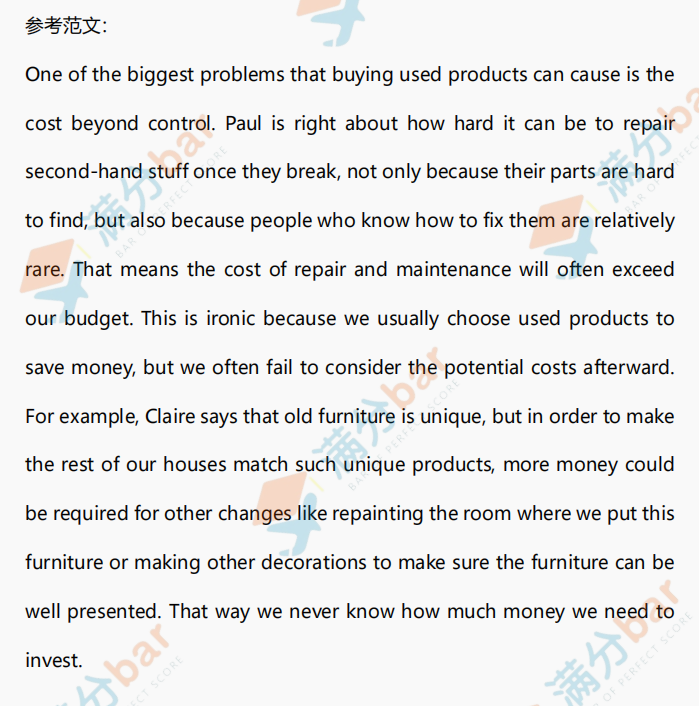 参考范文：
One of the biggest problems that buying used products can cause is the
cost beyond control. Paul is right about how hard it can be to repair
second-hand stuff once they break, not only because their parts are hard
to find, but also because people who know how to fix them are relatively
rare. That means the cost of repair and maintenance will often exceed
our budget. This is ironic because we usually choose used products to
save money, but we often fail to consider the potential costs afterward.
For example, Claire says that old furniture is unique, but in order to make
the rest of our houses match such unique products, more money could
be required for other changes like repainting the room where we put this
furniture or making other decorations to make sure the furniture can be
well presented. That way we never know how much money we need to
invest.
满分bar
BAR OF PERFECT SCORE
满分bar
BAR OF PERFECT SCORE
满分bar
BAR OF PERFECT SCORE
满分bar
PERFECT SCORE
满分bar
BAR OF PERFECT SCORE